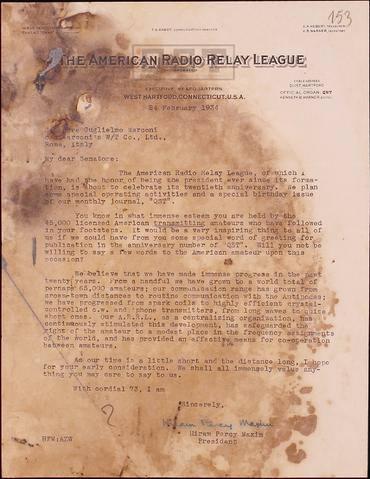 153
THE AMERICAN RADIO RELAY LEAGUE
EXECUTIVE HEADQUARTERS
WEST HARTFORD, CONNECTICUT, U.S.A.
OFFICIAL ORGAN QST
24 February 1934
Guglielmo Marconi
Marconi's W/T Co., Ltd.,
Rome, Italy
My dear Senatore:
The American Radio Relay League, of which I
have had the honor of being the president ever since its forma-
tion, is about to celebrate its twentieth anniversary. We plan
some special operating activities and a special birthday issue
of our monthly journal, "QST".
You know in what immense esteem you are held by the
45,000 licensed American transmitting amateurs who have followed
in your footsteps. It would be a very inspiring thing to all of
us if we could have from you some special word of greeting for
publication in the anniversary number of "QST". Will you not be
willing to say a few words to the American amateur upon this
occasion?
We believe that we have made immense progress in the past
twenty years. From a handful we have grown to a world total of
perhaps 65,000 amateurs; our communication range has grown from
cross-town distances to routine communication with the Antipodes;
we have progressed from spark coils to highly efficient crystal-
controlled c.w. and phone transmitters, from long waves to quite
short ones. Our A.R.R.L., as a centralizing organization, has
continuously stimulated this development, has safeguarded the
right of the amateur to a modest place in the frequency assignments
of the world, and has provided an effective means for co-operation
between amateurs.
As our time is a little short and the distance long, I hope
for your early consideration. We shall all immensely value any-
thing you may care to say to us.
With cordial 73, I am
Sincerely,
Hiram Percy Maxim
Hiram Percy Maxim
President
HPM:AZW